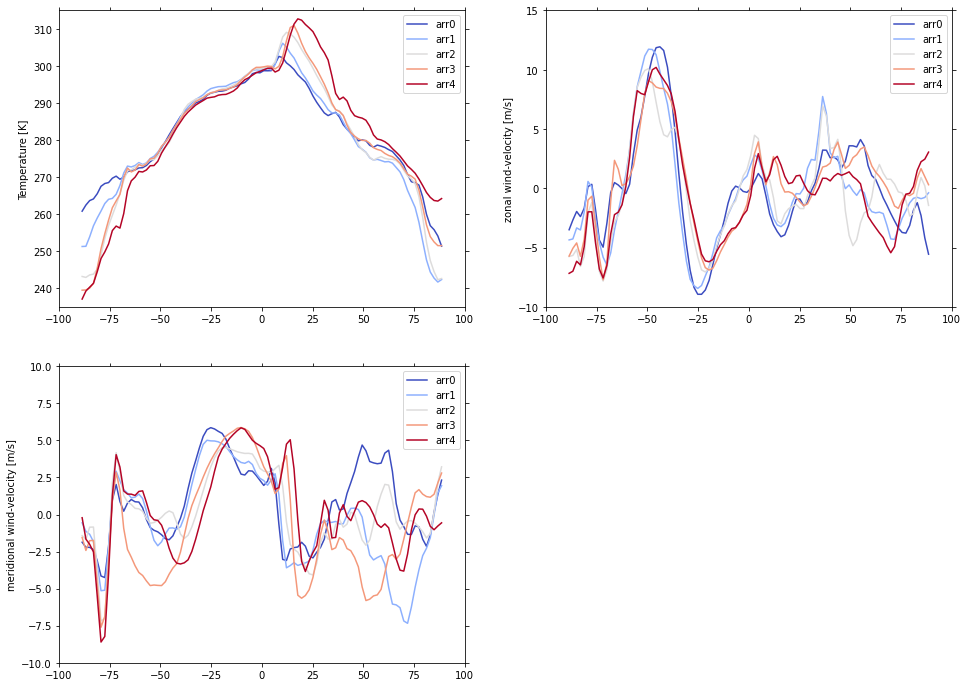 Temperature [K]
310
300
290
280
270
260
250
240
−100
−75
−50
−25
0
25
50
75
100
arr0
arr1
arr2
arr3
arr4
zonal wind-velocity [m/s]
15
10
5
0
−5
−10
−100
−75
−50
−25
0
25
50
75
100
arr0
arr1
arr2
arr3
arr4
meridional wind-velocity [m/s]
10.0
7.5
5.0
2.5
0.0
−2.5
−5.0
−7.5
−10.0
−100
−75
−50
−25
0
25
50
75
100
arr0
arr1
arr2
arr3
arr4